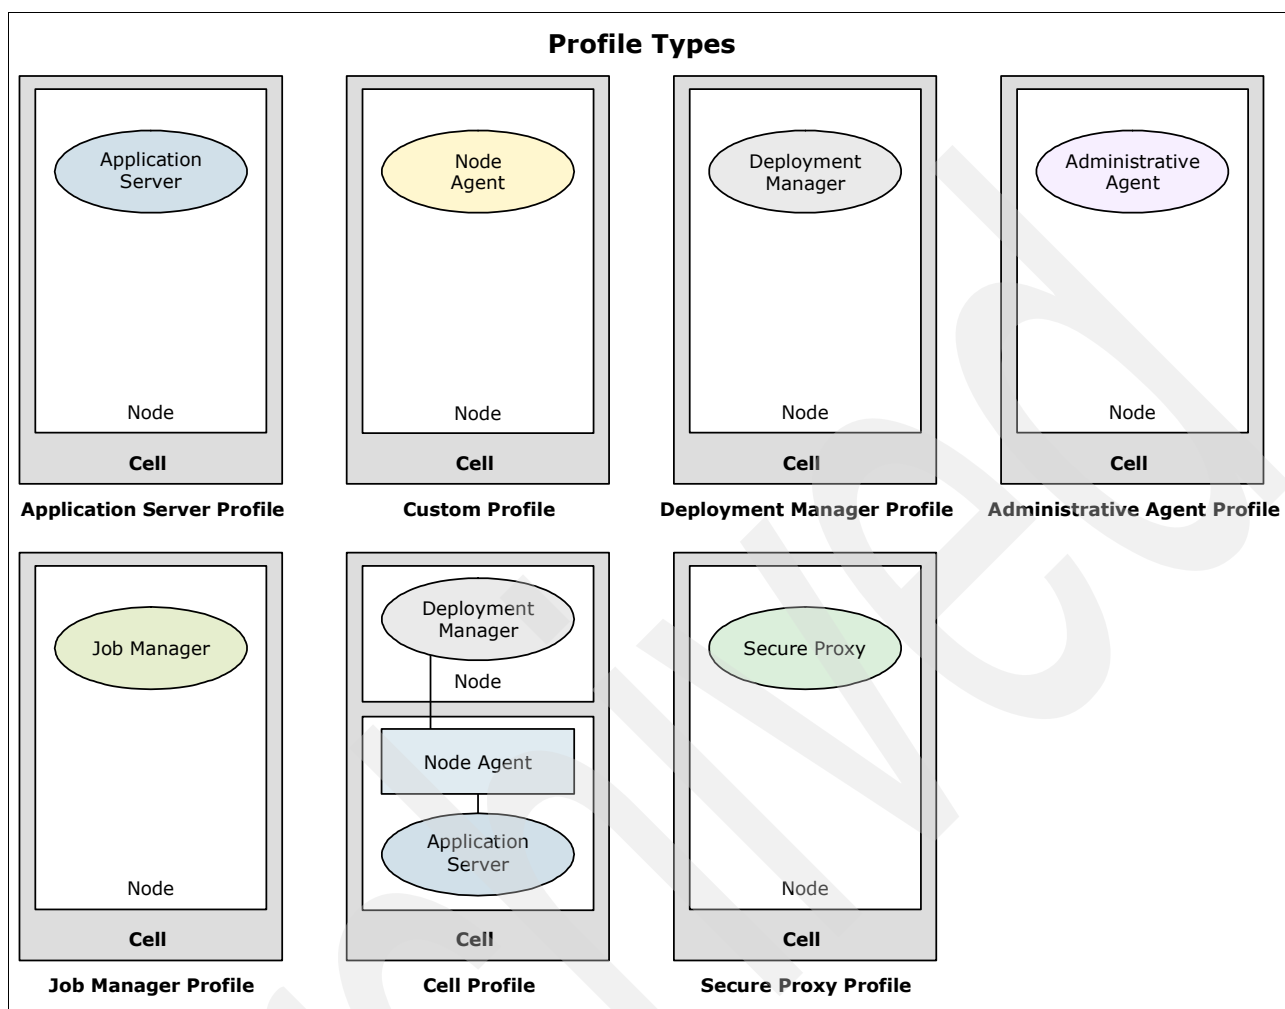 Profile Types
Application
Server
Node
Cell
Application Server Profile
Node
Agent
Node
Cell
Custom Profile
Deployment
Manager
Node
Cell
Deployment Manager Profile
Administrative
Agent
Node
Cell
Administrative Agent Profile
Job Manager
Node
Cell
Job Manager Profile
Deployment
Manager
Node
Node Agent
Application
Server
Cell
Cell Profile
Secure Proxy
Node
Cell
Secure Proxy Profile